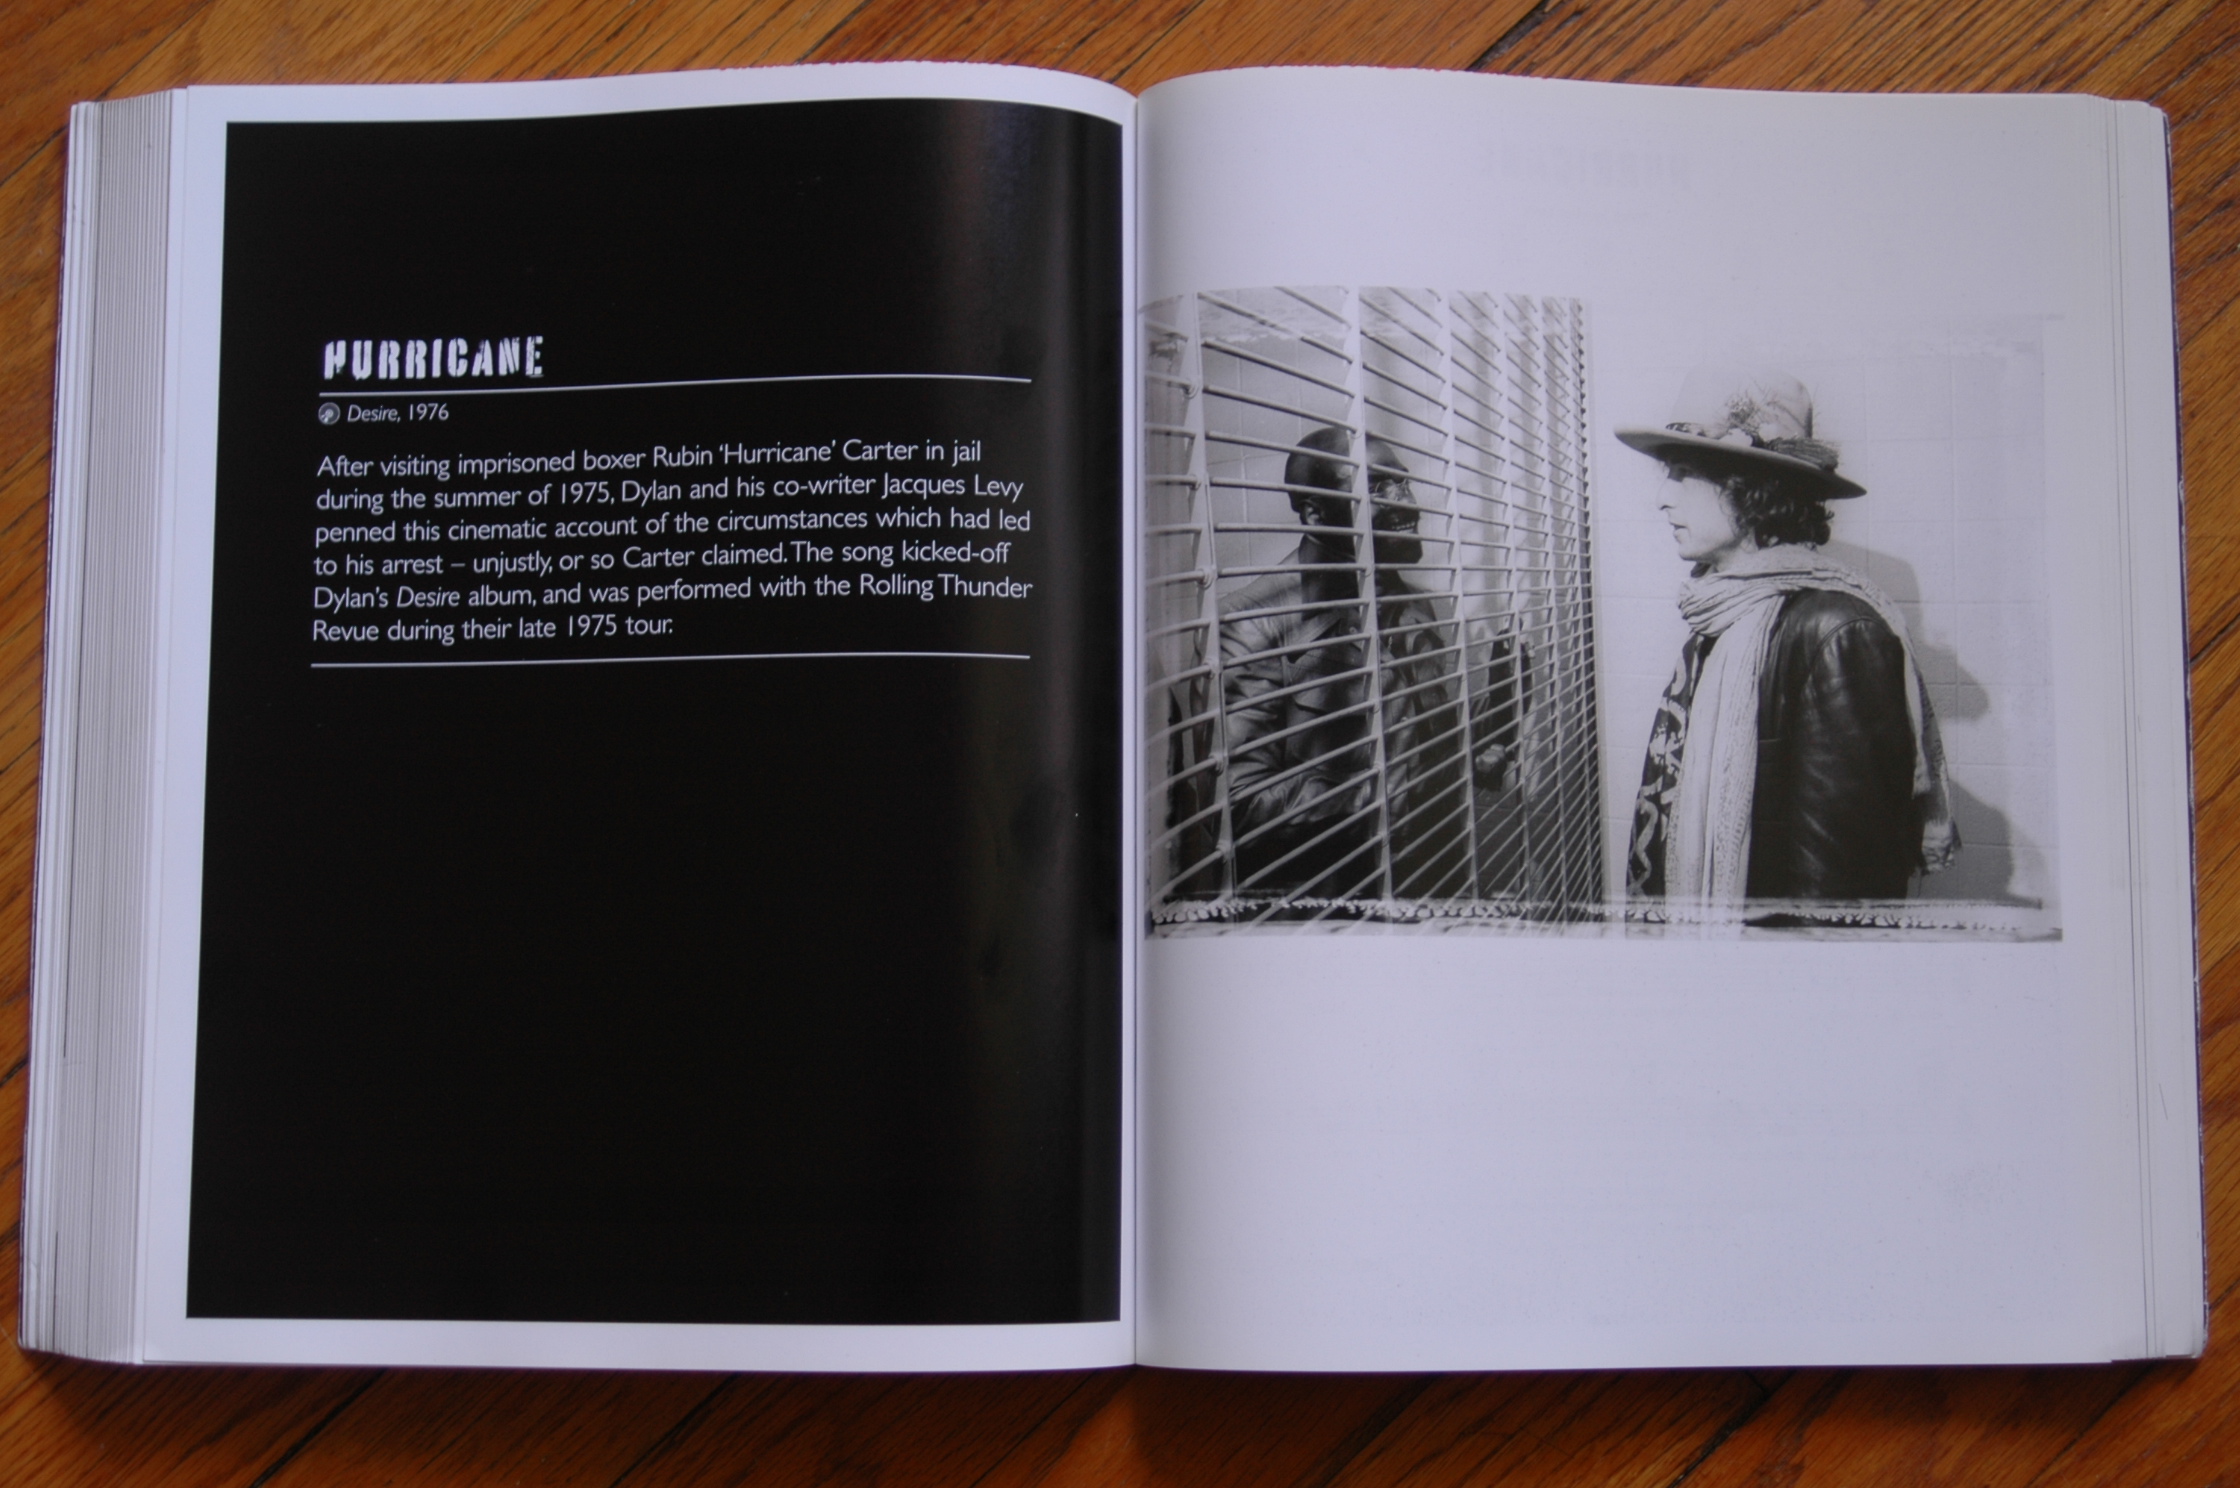 HURRICANE
Desire, 1976
After visiting imprisoned boxer Rubin ‘Hurricane’ Carter in jail
during the summer of 1975, Dylan and his co-writer Jacques Levy
penned this cinematic account of the circumstances which had led
to his arrest – unjustly, or so Carter claimed. The song kicked-off
Dylan’s Desire album, and was performed with the Rolling Thunder
Revue during their late 1975 tour.